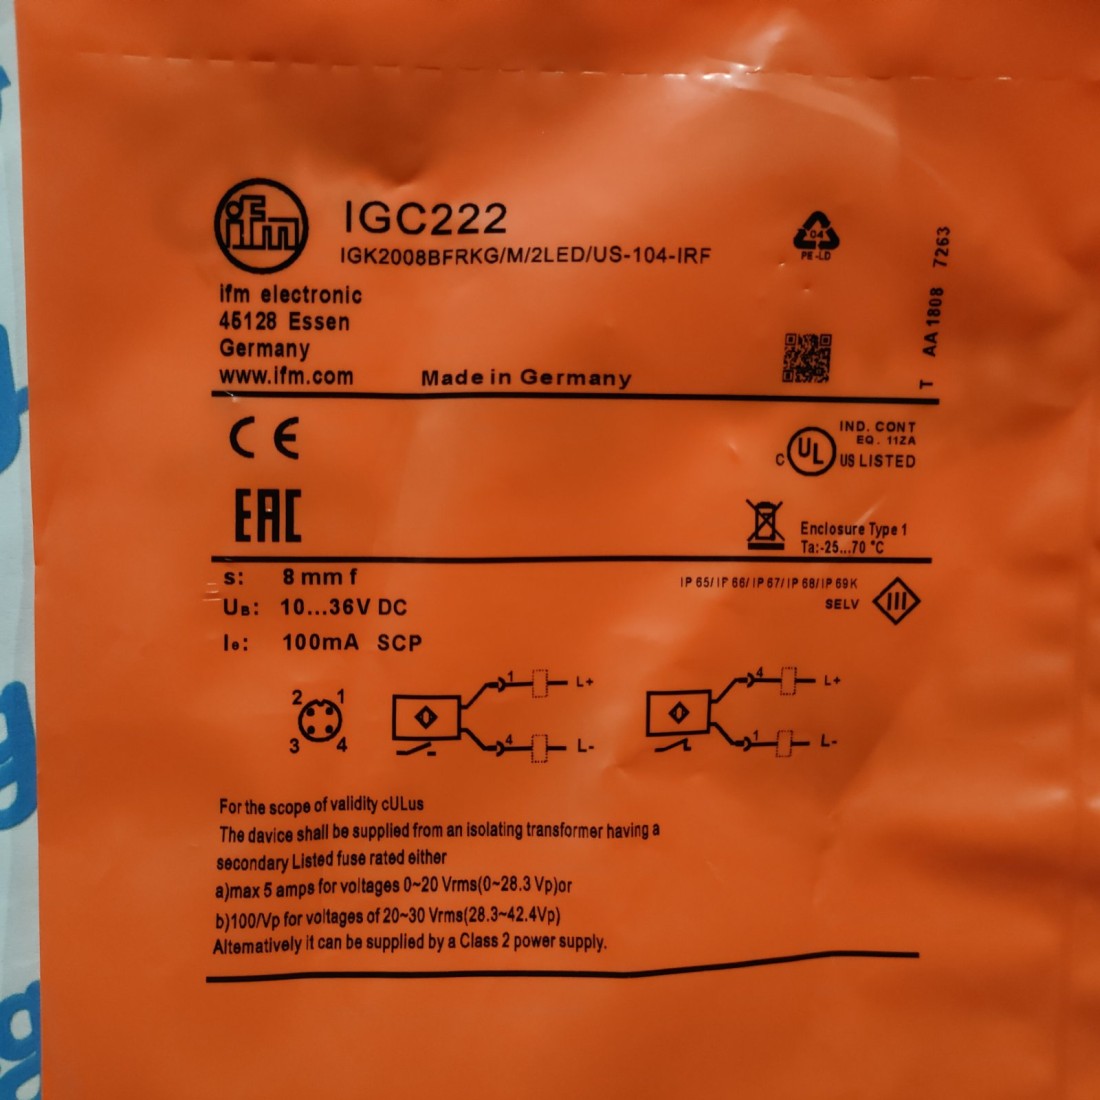 ifm
IGC222
IGK2008BFRKG/M/2LED/US-104-IRF
04
PE-LD
T AA1808 7263
ifm electronic
45128 Essen
Germany
www.ifm.com
Made in Germany
CE
IND. CONT
EQ. 11ZA
C UL US LISTED
EAC
Enclosure Type 1
Ta:-25...70 °C
s: 8 mm f
UB: 10...36V DC
Ie: 100mA SCP
IP 65/IP 66/IP 67/IP 68/IP 69K
SELV III
2 1
3 4
1 L+
4 L-
4 L+
1 L-
For the scope of validity cULus
The davice shall be supplied from an isolating transformer having a
secondary Listed fuse rated either
a)max 5 amps for voltages 0~20 Vrms(0~28.3 Vp)or
b)100/Vp for voltages of 20~30 Vrms(28.3~42.4Vp)
Altematively it can be supplied by a Class 2 power supply.